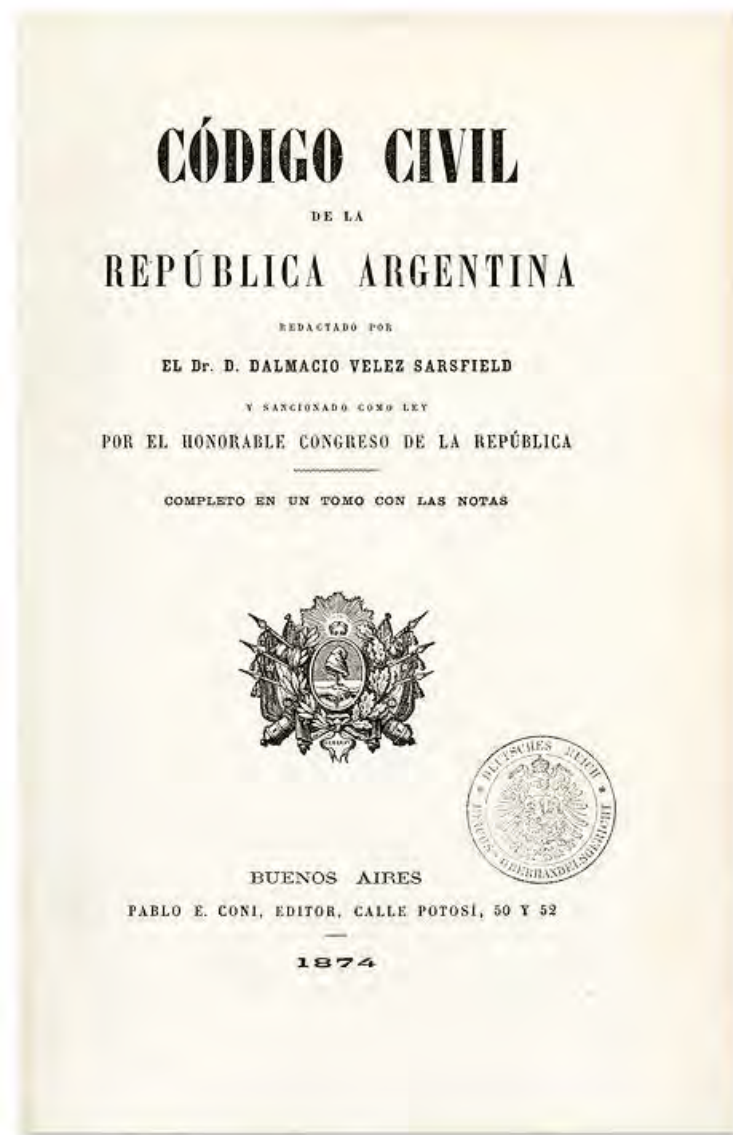 CÓDIGO CIVIL
DE LA
REPÚBLICA ARGENTINA
REDACTADO POR
EL Dr. D. DALMACIO VELEZ SARSFIELD
Y SANCIONADO COMO LEY
POR EL HONORABLE CONGRESO DE LA REPÚBLICA
COMPLETO EN UN TOMO CON LAS NOTAS
DEUTSCHES REICH
OBERHANDELSGERICHT
BUENOS AIRES
PABLO E. CONI, EDITOR, CALLE POTOSÍ, 50 Y 52
1874